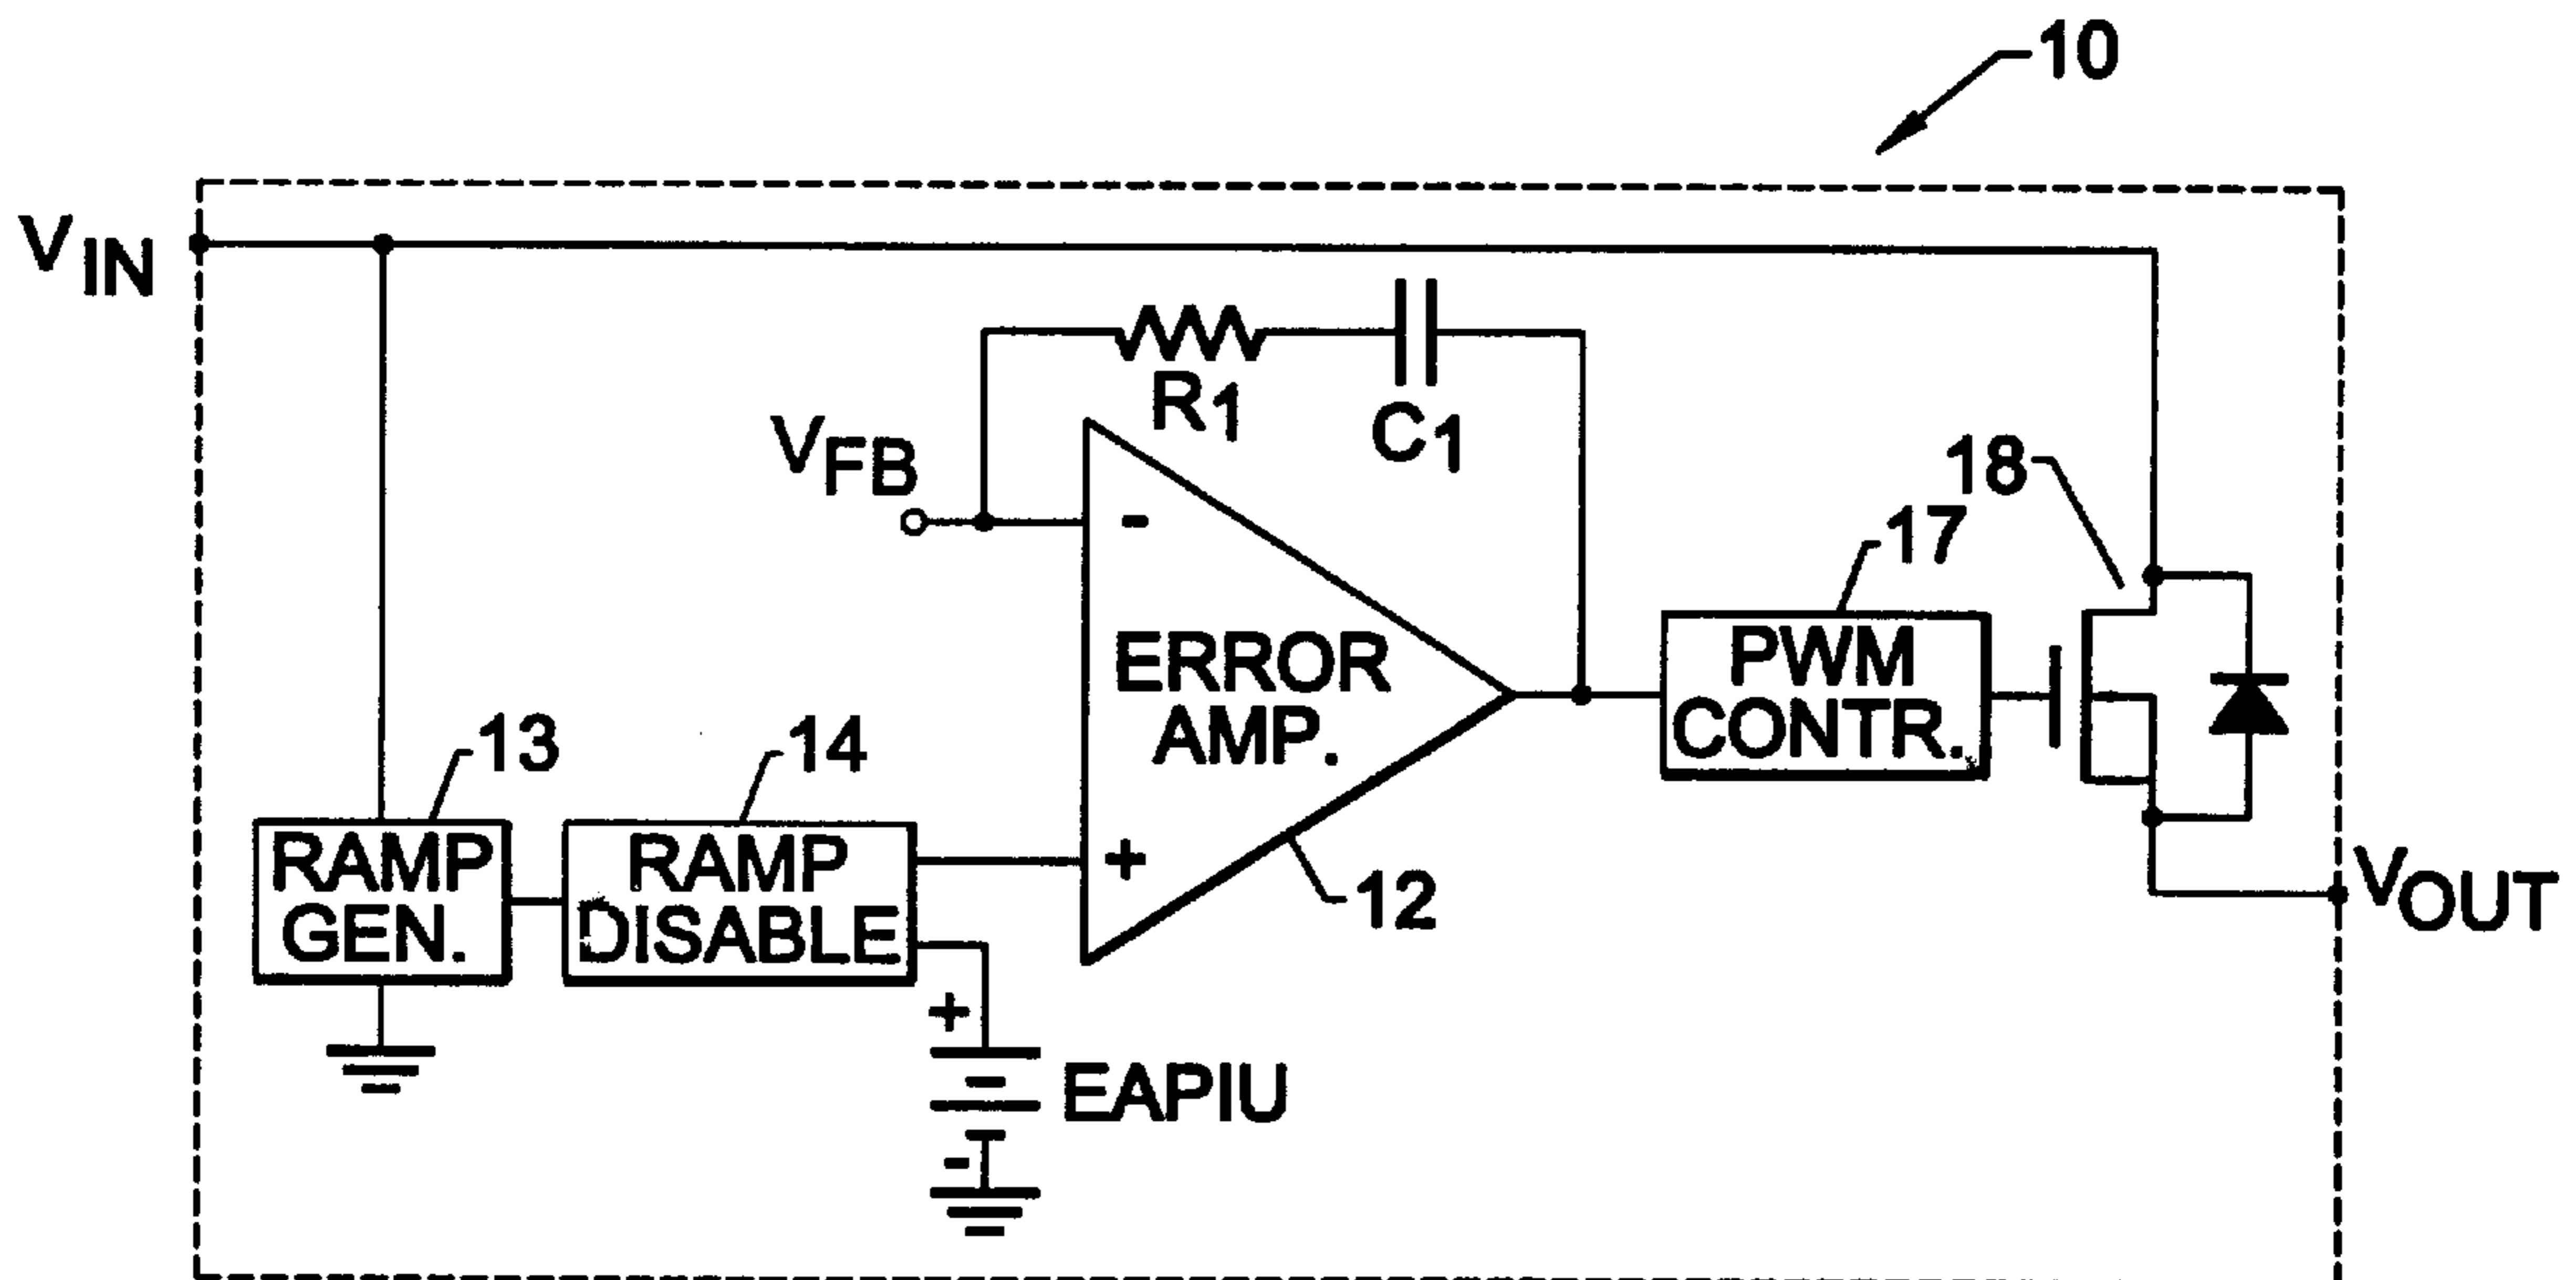 10
VIN
R1
C1
VFB
18
17
-
ERROR
AMP.
PWM
CONTR.
13
14
RAMP
GEN.
RAMP
DISABLE
+
12
VOUT
+
EAPIU
-